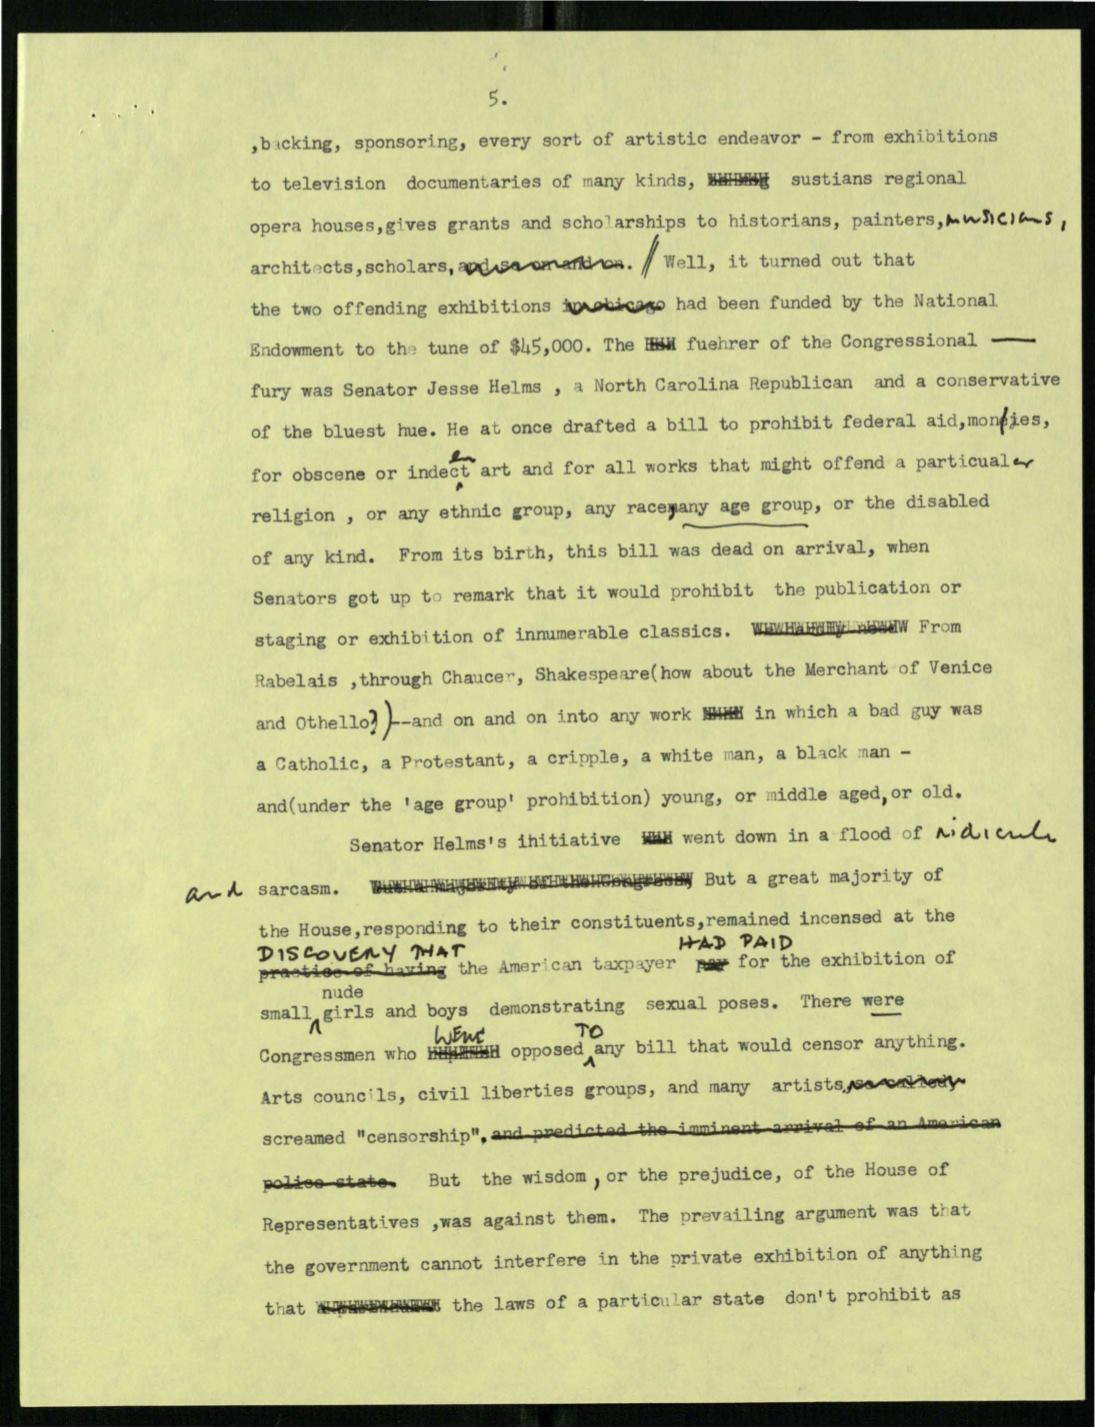 5.
,backing, sponsoring, every sort of artistic endeavor - from exhibitions
to television documentaries of many kinds, sustians regional
opera houses,gives grants and scholarships to historians, painters,musicians,
architects,scholars, and so on and on. // Well, it turned out that
the two offending exhibitions in chicago had been funded by the National
Endowment to the tune of $45,000. The fuehrer of the Congressional —
fury was Senator Jesse Helms , a North Carolina Republican and a conservative
of the bluest hue. He at once drafted a bill to prohibit federal aid,monies,
en
for obscene or indect art and for all works that might offend a particualer
religion , or any ethnic group, any race,any age group, or the disabled
of any kind. From its birth, this bill was dead on arrival, when
Senators got up to remark that it would prohibit the publication or
staging or exhibition of innumerable classics. From
Rabelais ,through Chaucer, Shakespeare(how about the Merchant of Venice
and Othello?)--and on and on into any work in which a bad guy was
a Catholic, a Protestant, a cripple, a white man, a black man -
and(under the 'age group' prohibition) young, or middle aged,or old.
Senator Helms's ihitiative went down in a flood of ridicule
and sarcasm. But a great majority of
the House,responding to their constituents,remained incensed at the
DISCOVERY THAT HAD PAID
practice of having the American taxpayer pay for the exhibition of
nude
small girls and boys demonstrating sexual poses. There were
WERE TO
Congressmen who opposed any bill that would censor anything.
Arts councils, civil liberties groups, and many artists, so called,
screamed "censorship", and predicted the imminent arrival of an American
police state. But the wisdom , or the prejudice, of the House of
Representatives ,was against them. The prevailing argument was that
the government cannot interfere in the private exhibition of anything
that the laws of a particular state don't prohibit as